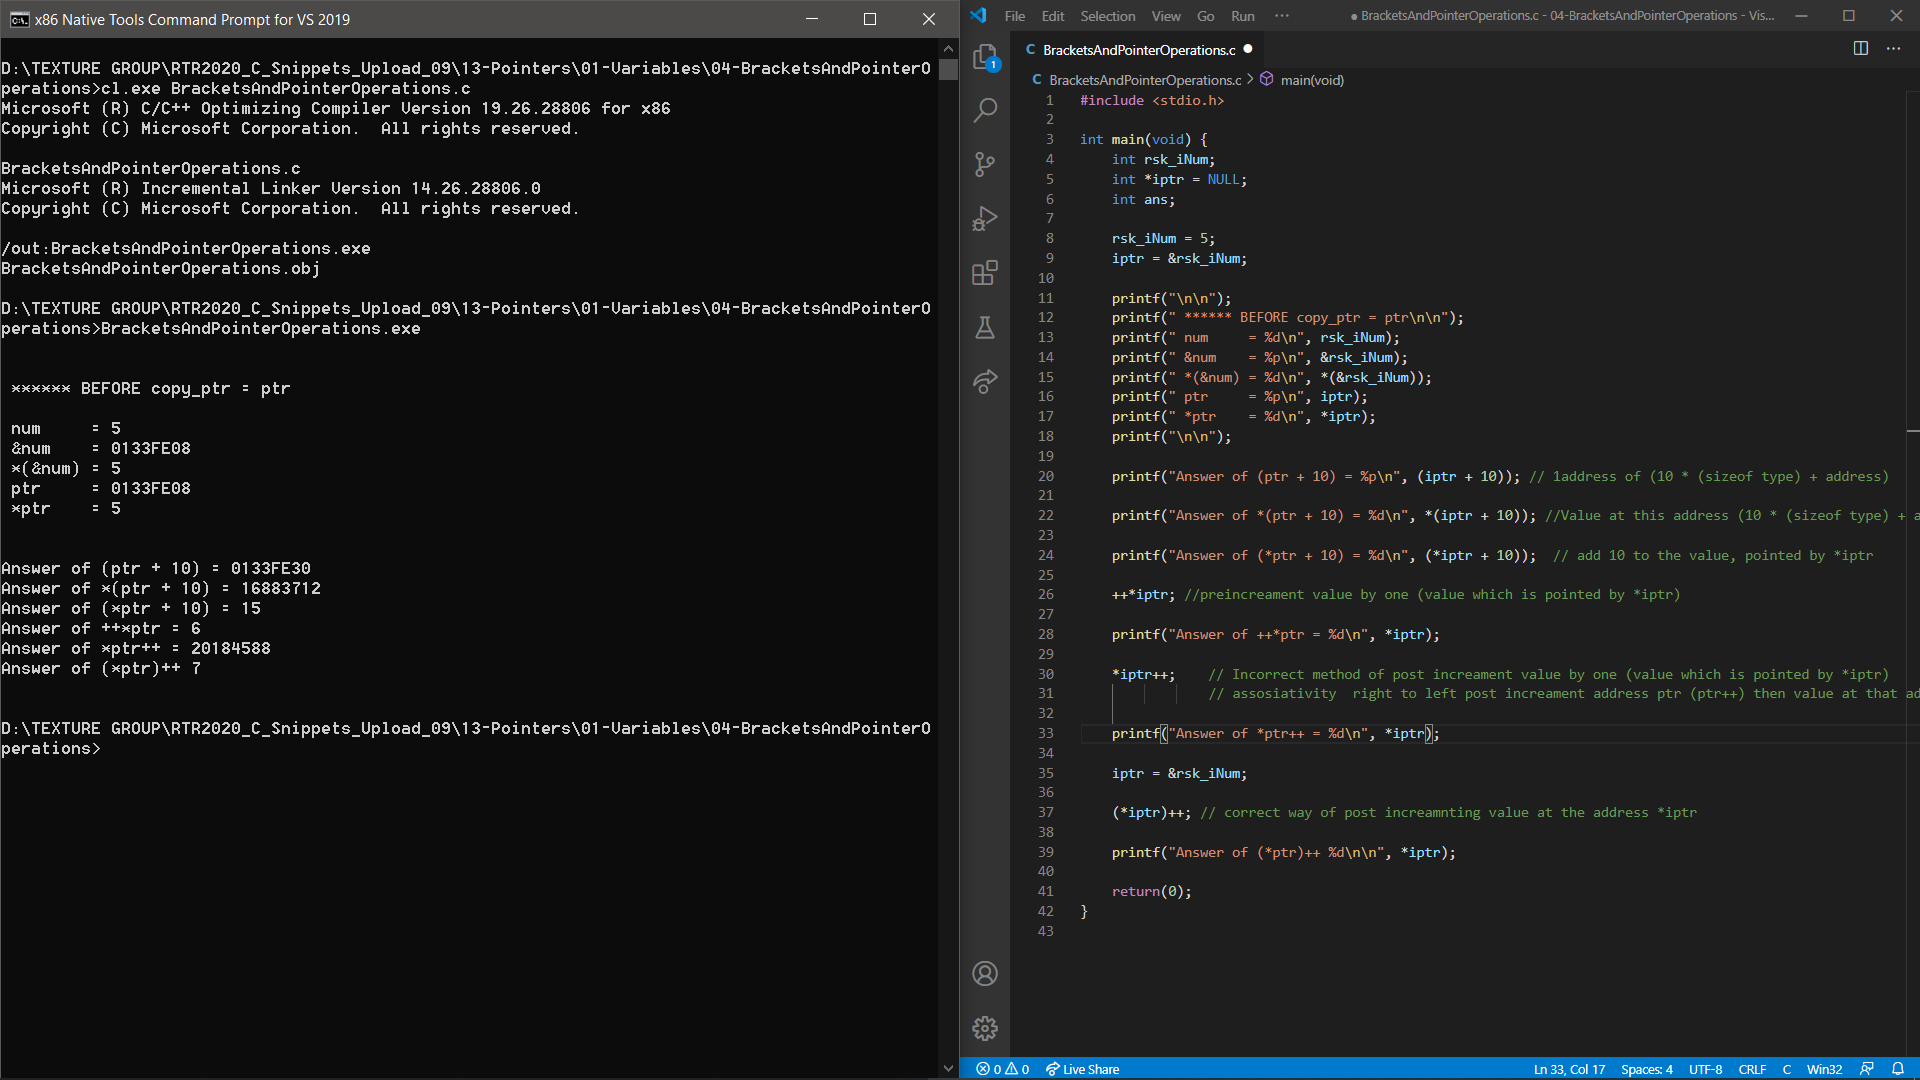 x86 Native Tools Command Prompt for VS 2019
D:\TEXTURE GROUP\RTR2020_C_Snippets_Upload_09\13-Pointers\01-Variables\04-BracketsAndPointerO
perations>cl.exe BracketsAndPointerOperations.c
Microsoft (R) C/C++ Optimizing Compiler Version 19.26.28806 for x86
Copyright (C) Microsoft Corporation.  All rights reserved.
BracketsAndPointerOperations.c
Microsoft (R) Incremental Linker Version 14.26.28806.0
Copyright (C) Microsoft Corporation.  All rights reserved.
/out:BracketsAndPointerOperations.exe
BracketsAndPointerOperations.obj
D:\TEXTURE GROUP\RTR2020_C_Snippets_Upload_09\13-Pointers\01-Variables\04-BracketsAndPointerO
perations>BracketsAndPointerOperations.exe
****** BEFORE copy_ptr = ptr
num     = 5
&num    = 0133FE08
*(&num) = 5
ptr     = 0133FE08
*ptr    = 5
Answer of (ptr + 10) = 0133FE30
Answer of *(ptr + 10) = 16883712
Answer of (*ptr + 10) = 15
Answer of ++*ptr = 6
Answer of *ptr++ = 20184588
Answer of (*ptr)++ 7
D:\TEXTURE GROUP\RTR2020_C_Snippets_Upload_09\13-Pointers\01-Variables\04-BracketsAndPointerO
perations>
File Edit Selection View Go Run ··· ● BracketsAndPointerOperations.c - 04-BracketsAndPointerOperations - Vis...
C BracketsAndPointerOperations.c ●
C BracketsAndPointerOperations.c > main(void)
1 #include <stdio.h>
2
3 int main(void) {
4     int rsk_iNum;
5     int *iptr = NULL;
6     int ans;
7
8     rsk_iNum = 5;
9     iptr = &rsk_iNum;
10
11     printf("\n\n");
12     printf(" ****** BEFORE copy_ptr = ptr\n\n");
13     printf(" num     = %d\n", rsk_iNum);
14     printf(" &num    = %p\n", &rsk_iNum);
15     printf(" *(&num) = %d\n", *(&rsk_iNum));
16     printf(" ptr     = %p\n", iptr);
17     printf(" *ptr    = %d\n", *iptr);
18     printf("\n\n");
19
20     printf("Answer of (ptr + 10) = %p\n", (iptr + 10)); // 1address of (10 * (sizeof type) + address)
21
22     printf("Answer of *(ptr + 10) = %d\n", *(iptr + 10)); //Value at this address (10 * (sizeof type) + a
23
24     printf("Answer of (*ptr + 10) = %d\n", (*iptr + 10));  // add 10 to the value, pointed by *iptr
25
26     ++*iptr; //preincreament value by one (value which is pointed by *iptr)
27
28     printf("Answer of ++*ptr = %d\n", *iptr);
29
30     *iptr++;    // Incorrect method of post increament value by one (value which is pointed by *iptr)
31                 // assosiativity  right to left post increament address ptr (ptr++) then value at that ad
32
33     printf("Answer of *ptr++ = %d\n", *iptr);
34
35     iptr = &rsk_iNum;
36
37     (*iptr)++; // correct way of post increamnting value at the address *iptr
38
39     printf("Answer of (*ptr)++ %d\n\n", *iptr);
40
41     return(0);
42 }
43
1
0 0 Live Share Ln 33, Col 17 Spaces: 4 UTF-8 CRLF C Win32